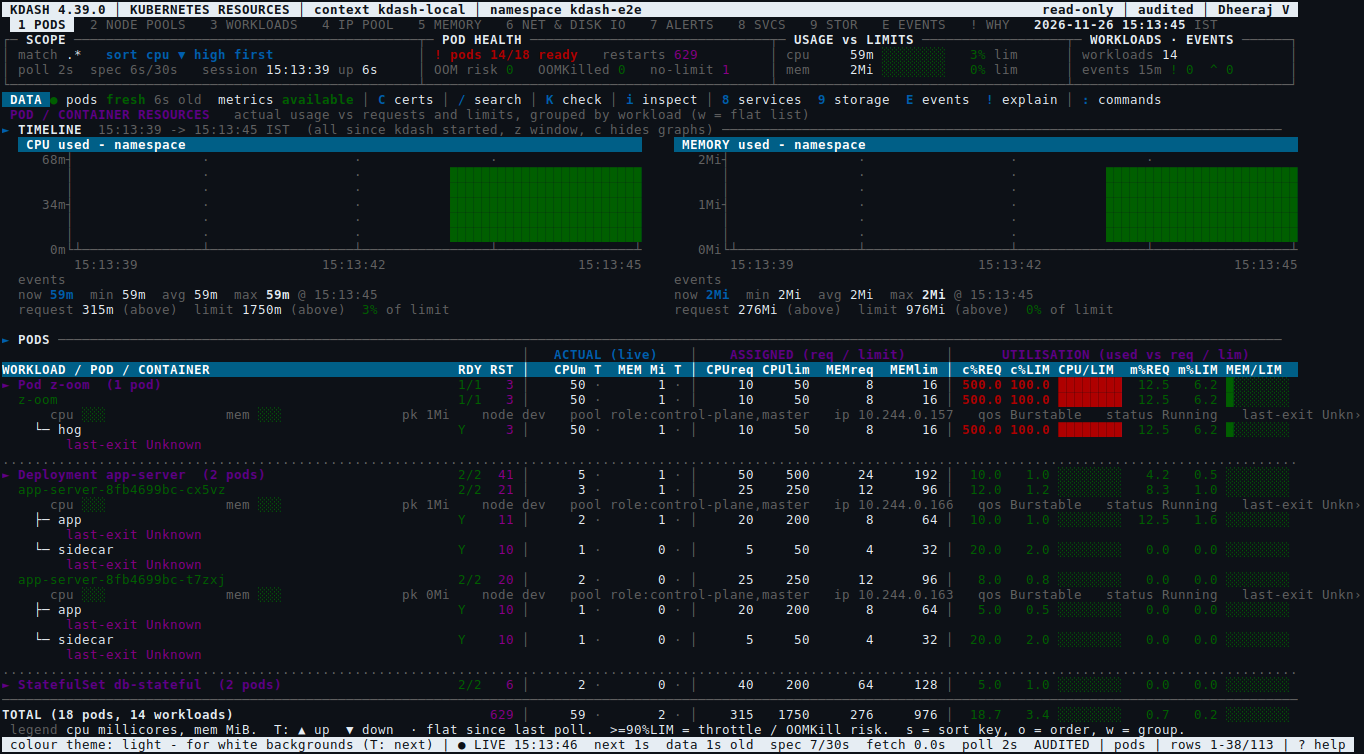 KDASH 4.39.0 │ KUBERNETES RESOURCES │ context kdash-local │ namespace kdash-e2e read-only │ audited │ Dheeraj V
1 PODS 2 NODE POOLS 3 WORKLOADS 4 IP POOL 5 MEMORY 6 NET & DISK IO 7 ALERTS 8 SVCS 9 STOR E EVENTS ! WHY 2026-11-26 15:13:45 IST
SCOPE POD HEALTH USAGE vs LIMITS WORKLOADS · EVENTS
match .* sort cpu ▼ high first ! pods 14/18 ready restarts 629 cpu 59m 3% lim workloads 14
poll 2s spec 6s/30s session 15:13:39 up 6s OOM risk 0 OOMKilled 0 no-limit 1 mem 2Mi 0% lim events 15m ! 0 ^ 0
DATA ● pods fresh 6s old metrics available │ C certs │ / search │ K check │ i inspect │ 8 services 9 storage E events ! explain │ : commands
POD / CONTAINER RESOURCES actual usage vs requests and limits, grouped by workload (w = flat list)
► TIMELINE 15:13:39 -> 15:13:45 IST (all since kdash started, z window, c hides graphs)
CPU used - namespace MEMORY used - namespace
68m 2Mi
34m 1Mi
0m 0Mi
15:13:39 15:13:42 15:13:45 15:13:39 15:13:42 15:13:45
events events
now 59m min 59m avg 59m max 59m @ 15:13:45 now 2Mi min 2Mi avg 2Mi max 2Mi @ 15:13:45
request 315m (above) limit 1750m (above) 3% of limit request 276Mi (above) limit 976Mi (above) 0% of limit
► PODS
│ ACTUAL (live) │ ASSIGNED (req / limit) │ UTILISATION (used vs req / lim)
WORKLOAD / POD / CONTAINER RDY RST │ CPUm T MEM Mi T │ CPUreq CPUlim MEMreq MEMlim │ c%REQ c%LIM CPU/LIM m%REQ m%LIM MEM/LIM
► Pod z-oom (1 pod) 1/1 3 │ 50 · 1 · │ 10 10 8 16 │ 500.0 100.0 12.5 6.2
z-oom 1/1 3 │ 50 · 1 · │ 10 10 8 16 │ 500.0 100.0 12.5 6.2
cpu mem pk 1Mi node dev pool role:control-plane,master ip 10.244.0.157 qos Burstable status Running last-exit Unkn›
└─ hog Y 3 │ 50 · 1 · │ 10 10 8 16 │ 500.0 100.0 12.5 6.2
last-exit Unknown
► Deployment app-server (2 pods) 2/2 41 │ 5 · 1 · │ 50 500 24 192 │ 10.0 1.0 4.2 0.5
app-server-8fb4699bc-cx5vz 2/2 21 │ 3 · 1 · │ 25 250 12 96 │ 12.0 1.2 8.3 1.0
cpu mem pk 1Mi node dev pool role:control-plane,master ip 10.244.0.166 qos Burstable status Running last-exit Unkn›
├─ app Y 11 │ 2 · 1 · │ 20 200 8 64 │ 10.0 1.0 12.5 1.6
last-exit Unknown
└─ sidecar Y 10 │ 1 · 0 · │ 5 50 4 32 │ 20.0 2.0 0.0 0.0
last-exit Unknown
app-server-8fb4699bc-t7zxj 2/2 20 │ 2 · 0 · │ 25 250 12 96 │ 8.0 0.8 0.0 0.0
cpu mem pk 0Mi node dev pool role:control-plane,master ip 10.244.0.163 qos Burstable status Running last-exit Unkn›
├─ app Y 10 │ 1 · 0 · │ 20 200 8 64 │ 5.0 0.5 0.0 0.0
last-exit Unknown
└─ sidecar Y 10 │ 1 · 0 · │ 5 50 4 32 │ 20.0 2.0 0.0 0.0
last-exit Unknown
► StatefulSet db-stateful (2 pods) 2/2 6 │ 2 · 0 · │ 40 200 64 128 │ 5.0 1.0 0.0 0.0
TOTAL (18 pods, 14 workloads) 629 │ 59 · 2 · │ 315 1750 276 976 │ 18.7 3.4 0.7 0.2
legend cpu millicores, mem MiB. T: ▲ up ▼ down · flat since last poll. >=90%LIM = throttle / OOMKill risk. s = sort key, o = order, w = group.
colour theme: light - for white backgrounds (T: next) │ ● LIVE 15:13:46 next 1s data 1s old spec 7/30s fetch 0.0s poll 2s AUDITED | pods | rows 1-38/113 | ? help